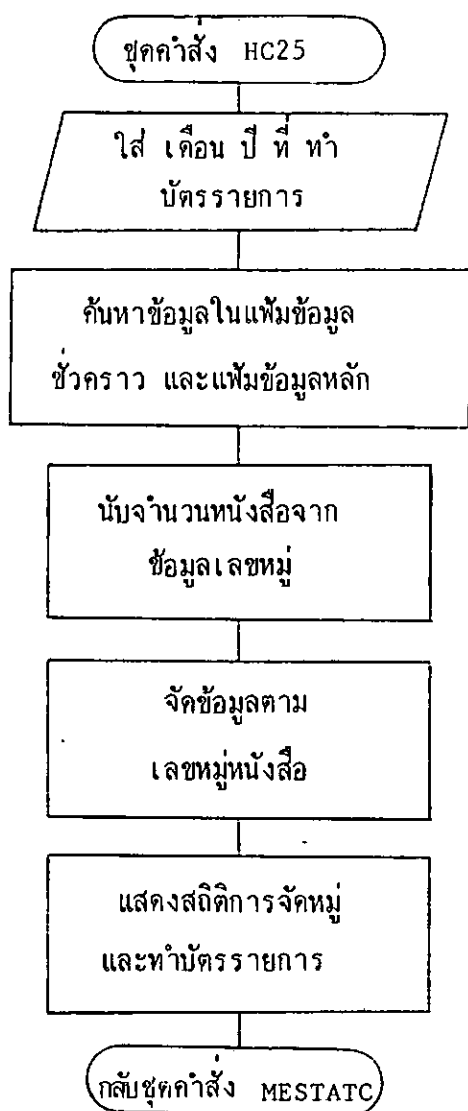 ชุดคำสั่ง HC25
ใส่ เดือน ปี ที่ ทำ
บัตรรายการ
ค้นหาข้อมูลในแฟ้มข้อมูล
ชั่วคราว และแฟ้มข้อมูลหลัก
นับจำนวนหนังสือจาก
ข้อมูลเลขหมู่
จัดข้อมูลตาม
เลขหมู่หนังสือ
แสดงสถิติการจัดหมู่
และทำบัตรรายการ
กลับชุดคำสั่ง MESTATC